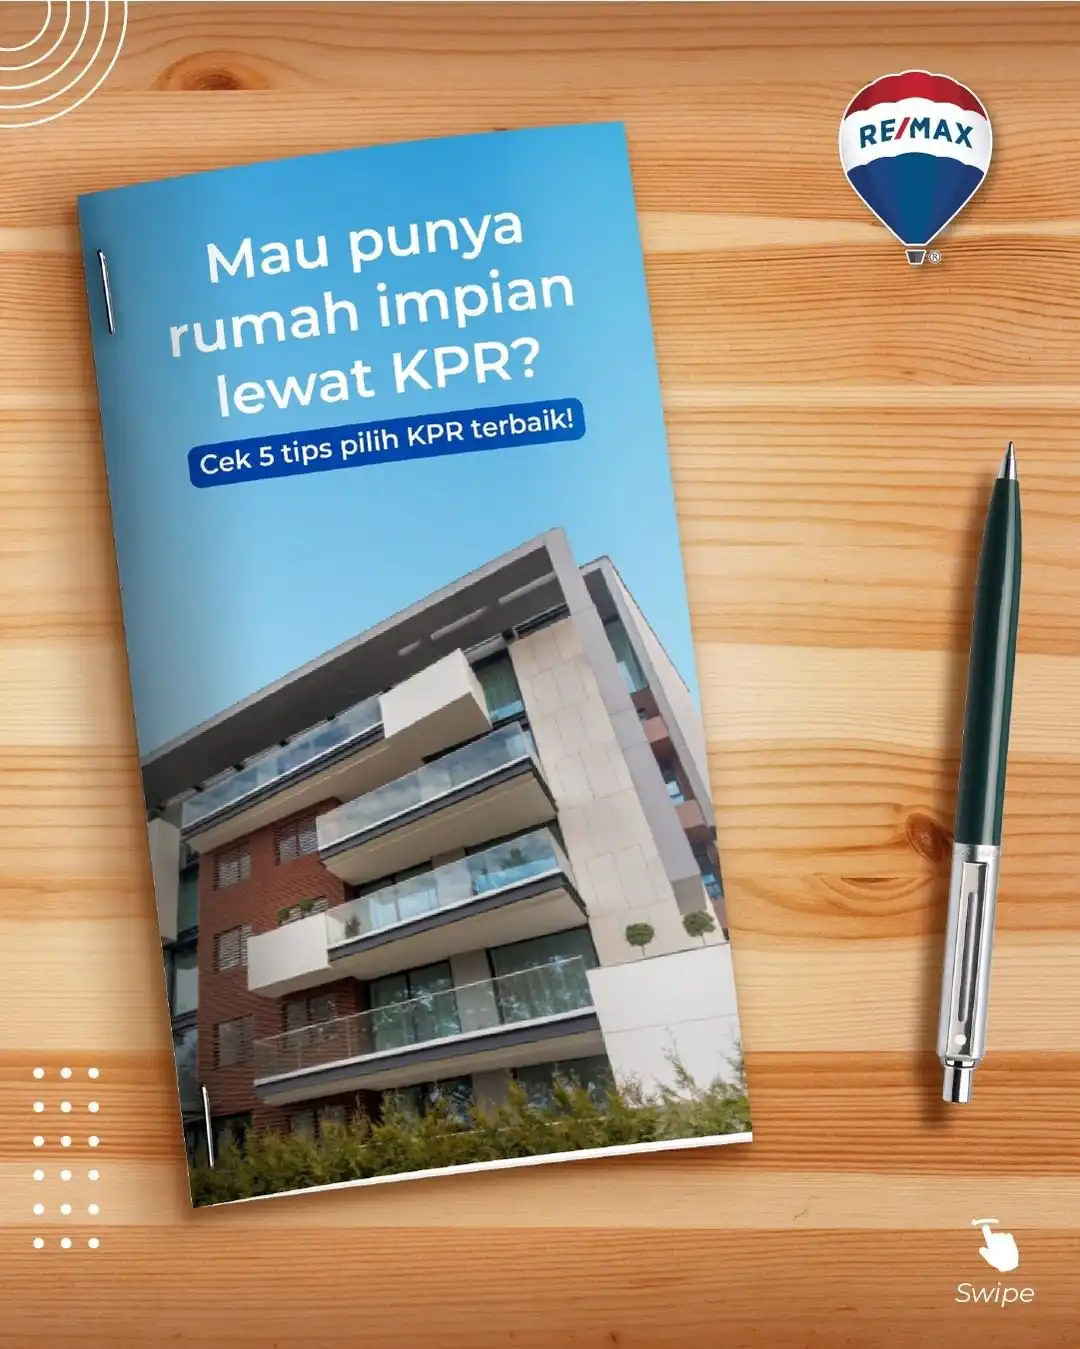 RE/MAX
®
Mau punya
rumah impian
lewat KPR?
Cek 5 tips pilih KPR terbaik!
Swipe